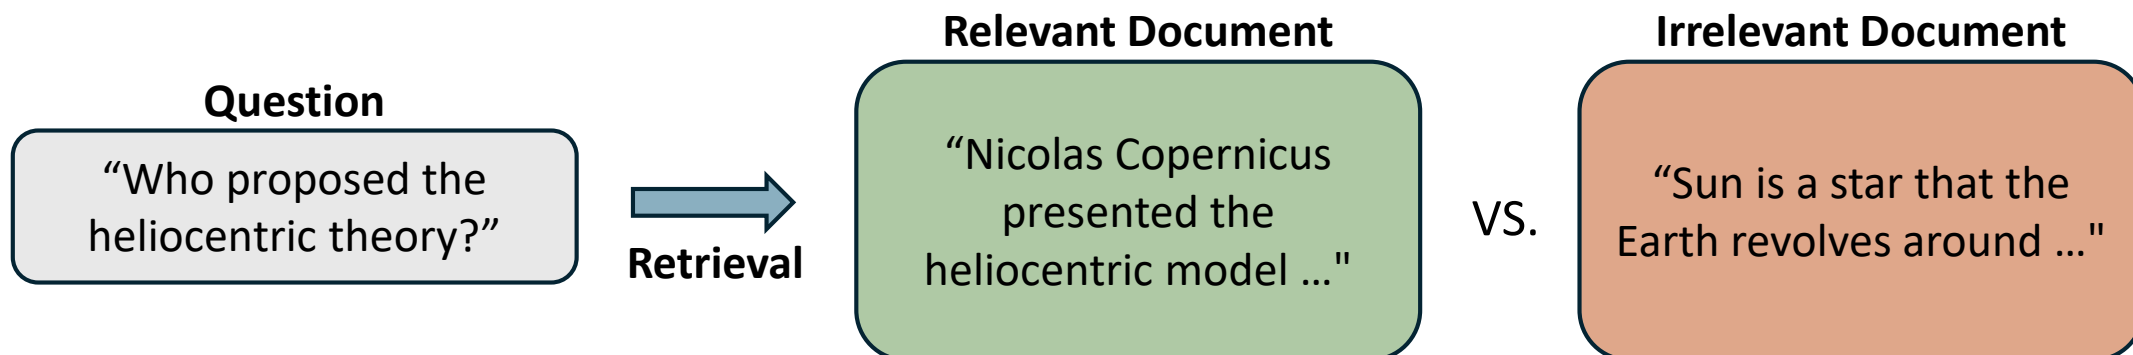 Question
“Who proposed the
heliocentric theory?”
Retrieval
Relevant Document
“Nicolas Copernicus
presented the
heliocentric model ..."
VS.
Irrelevant Document
“Sun is a star that the
Earth revolves around ..."